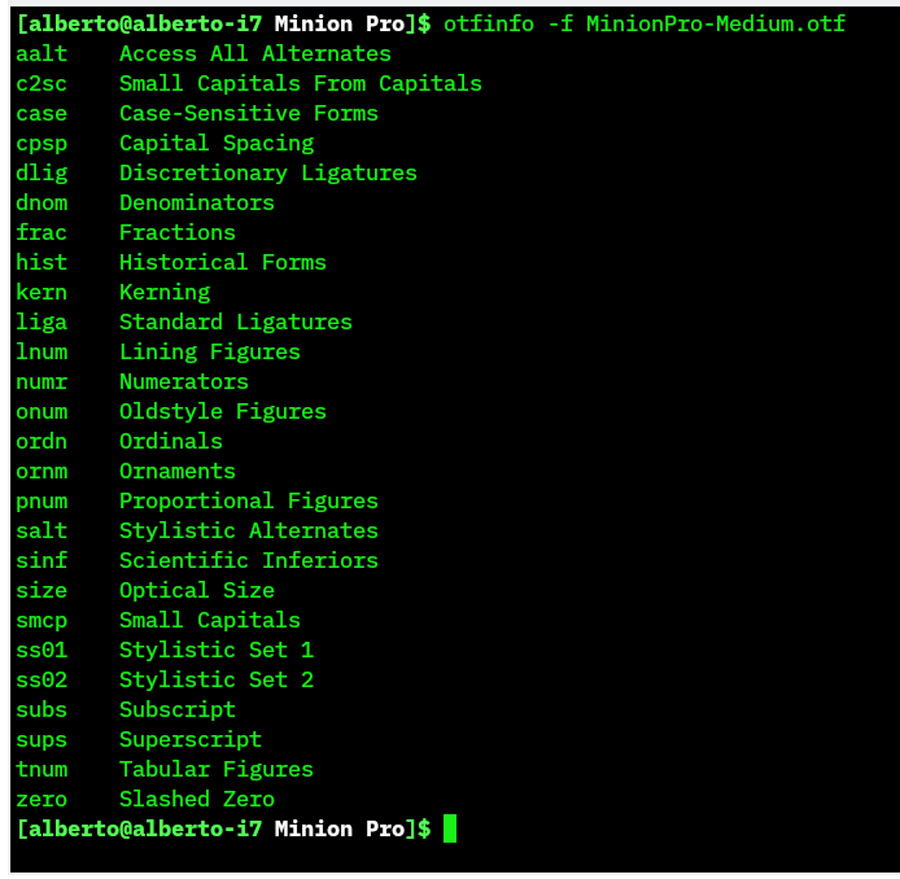 [alberto@alberto-i7 Minion Pro]$ otfinfo -f MinionPro-Medium.otf
aalt    Access All Alternates
c2sc    Small Capitals From Capitals
case    Case-Sensitive Forms
cpsp    Capital Spacing
dlig    Discretionary Ligatures
dnom    Denominators
frac    Fractions
hist    Historical Forms
kern    Kerning
liga    Standard Ligatures
lnum    Lining Figures
numr    Numerators
onum    Oldstyle Figures
ordn    Ordinals
ornm    Ornaments
pnum    Proportional Figures
salt    Stylistic Alternates
sinf    Scientific Inferiors
size    Optical Size
smcp    Small Capitals
ss01    Stylistic Set 1
ss02    Stylistic Set 2
subs    Subscript
sups    Superscript
tnum    Tabular Figures
zero    Slashed Zero
[alberto@alberto-i7 Minion Pro]$